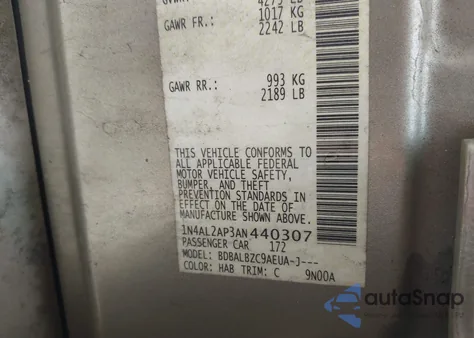 4275 LB
GAWR FR.: 1017 KG
2242 LB
GAWR RR.: 993 KG
2189 LB
THIS VEHICLE CONFORMS TO
ALL APPLICABLE FEDERAL
MOTOR VEHICLE SAFETY,
BUMPER, AND THEFT
PREVENTION STANDARDS IN
EFFECT ON THE DATE OF
MANUFACTURE SHOWN ABOVE.
1N4AL2AP3AN440307
PASSENGER CAR 172
MODEL: BDBALBZC9AEUA-J---
COLOR: HAB TRIM: C 9N00A
autoSnap